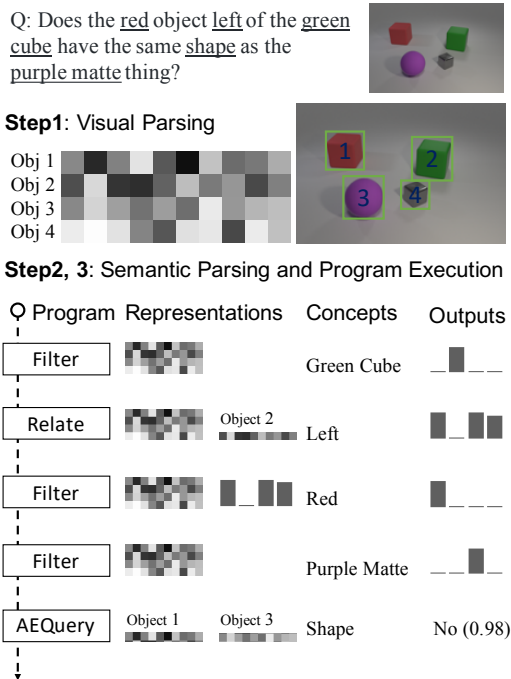 Q: Does the red object left of the green
cube have the same shape as the
purple matte thing?
Step1: Visual Parsing
Obj 1
Obj 2
Obj 3
Obj 4
1
2
3
4
Step2, 3: Semantic Parsing and Program Execution
Program Representations Concepts Outputs
Filter Green Cube
Relate Object 2 Left
Filter Red
Filter Purple Matte
AEQuery Object 1 Object 3 Shape No (0.98)